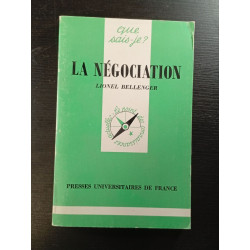 que
sais-je?
LA NÉGOCIATION
LIONEL BELLENGER
PRESSES UNIVERSITAIRES DE FRANCE